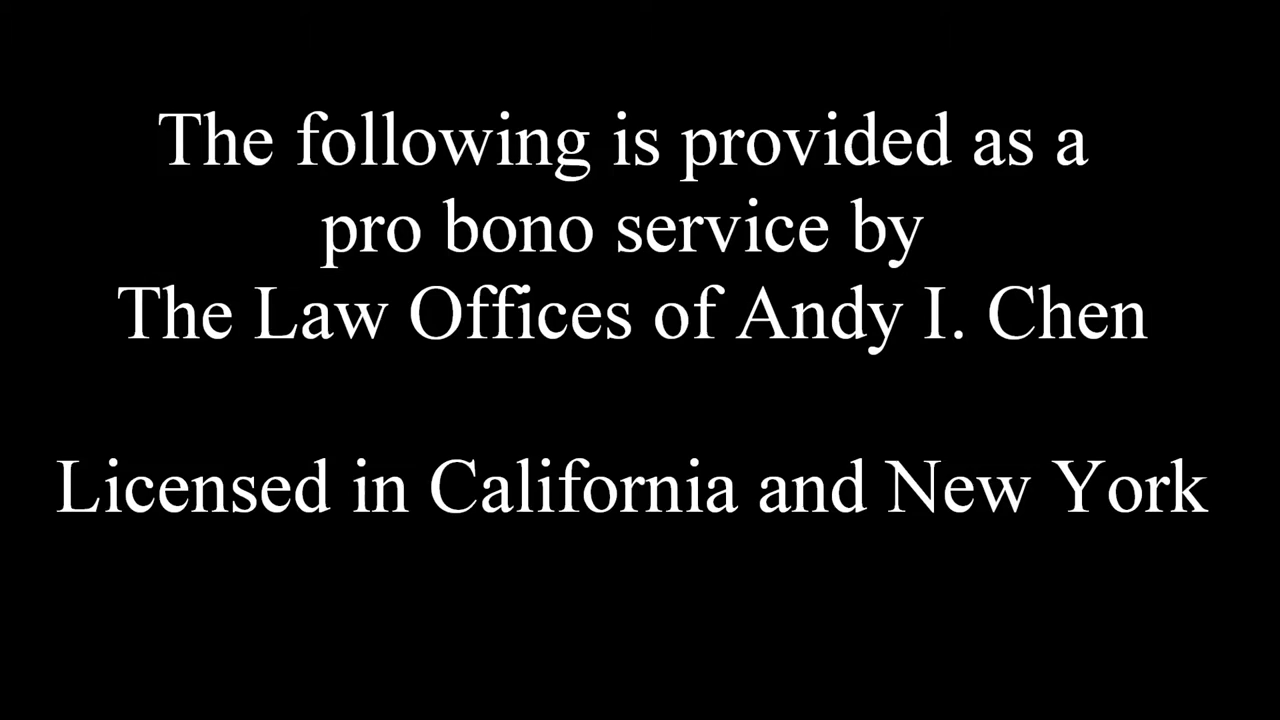 The following is provided as a
pro bono service by
The Law Offices of Andy I. Chen
Licensed in California and New York